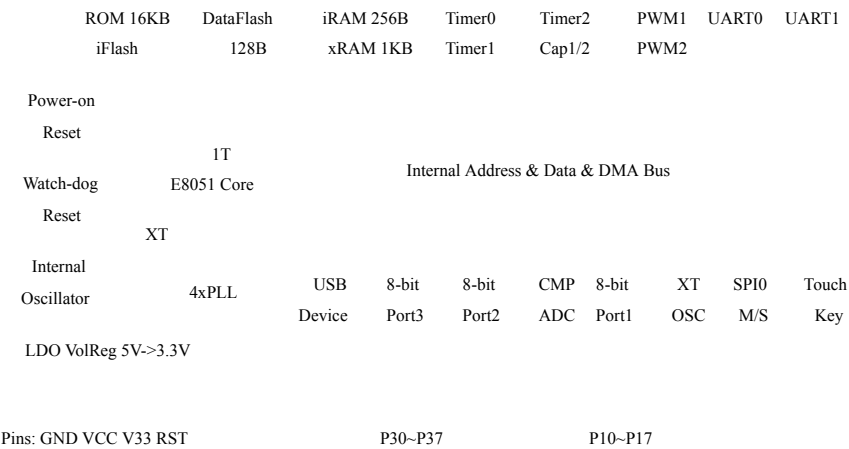 ROM 16KB DataFlash iRAM 256B Timer0 Timer2 PWM1 UART0 UART1
iFlash 128B xRAM 1KB Timer1 Cap1/2 PWM2
Power-on
Reset
1T
Internal Address & Data & DMA Bus
Watch-dog E8051 Core
Reset
XT
Internal
Oscillator 4xPLL
USB 8-bit 8-bit CMP 8-bit XT SPI0 Touch
Device Port3 Port2 ADC Port1 OSC M/S Key
LDO VolReg 5V->3.3V
Pins: GND VCC V33 RST P30~P37 P10~P17